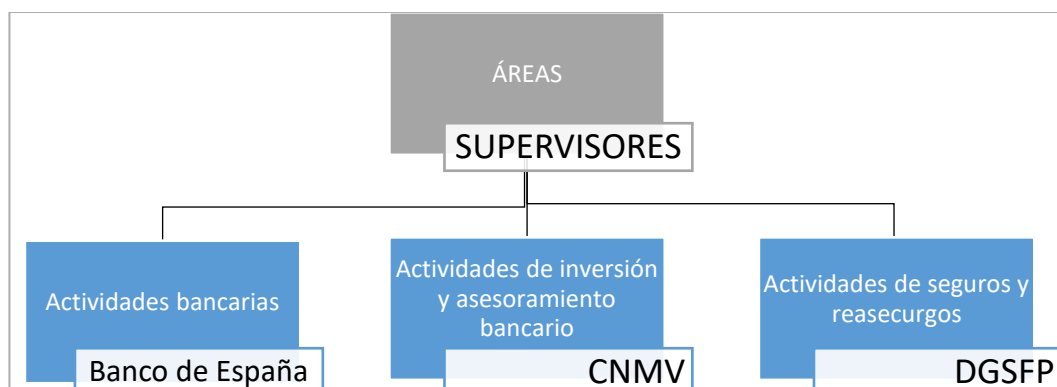 ÁREAS
SUPERVISORES
Actividades bancarias
Banco de España
Actividades de inversión
y asesoramiento
bancario
CNMV
Actividades de seguros y
reasecurgos
DGSFP